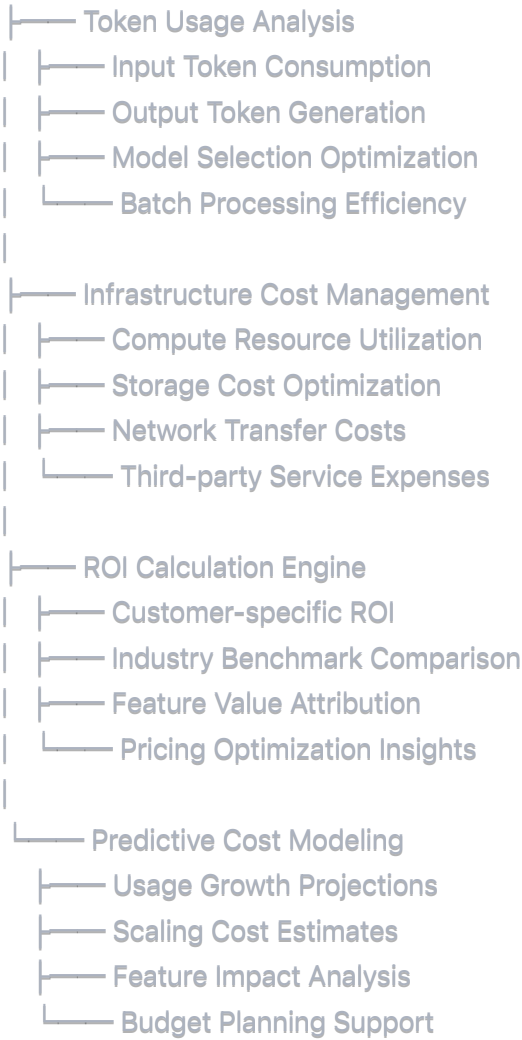 ├── Token Usage Analysis
│ ├── Input Token Consumption
│ ├── Output Token Generation
│ ├── Model Selection Optimization
│ └── Batch Processing Efficiency
│
├── Infrastructure Cost Management
│ ├── Compute Resource Utilization
│ ├── Storage Cost Optimization
│ ├── Network Transfer Costs
│ └── Third-party Service Expenses
│
├── ROI Calculation Engine
│ ├── Customer-specific ROI
│ ├── Industry Benchmark Comparison
│ ├── Feature Value Attribution
│ └── Pricing Optimization Insights
│
└── Predictive Cost Modeling
├── Usage Growth Projections
├── Scaling Cost Estimates
├── Feature Impact Analysis
└── Budget Planning Support